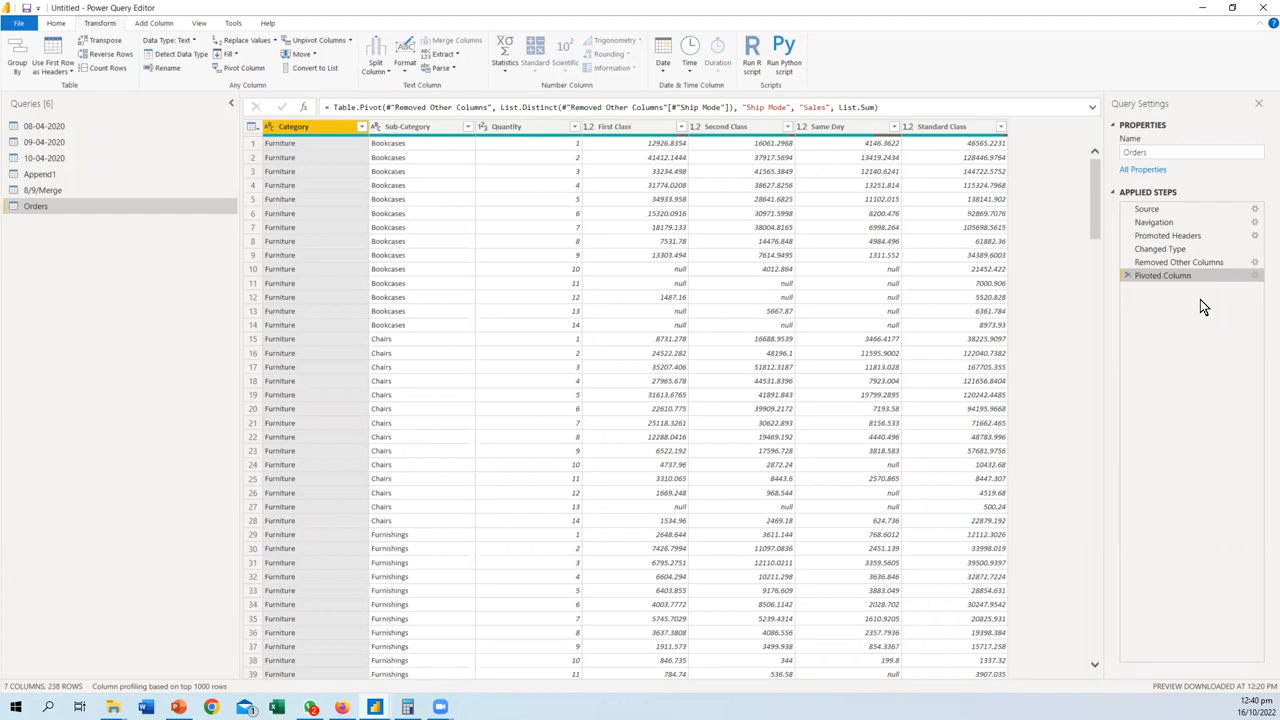 Untitled - Power Query Editor
File Home Transform Add Column View Tools Help
Group By
Use First Row as Headers
Transpose
Reverse Rows
Count Rows
Table
Data Type: Text
Detect Data Type
Rename
Replace Values
Fill
Pivot Column
Unpivot Columns
Move
Convert to List
Any Column
Split Column
Format
Merge Columns
Extract
Parse
Text Column
Statistics
Standard
Scientific
Trigonometry
Rounding
Information
Number Column
Date
Time
Duration
Date & Time Column
Run R script
Run Python script
Scripts
Queries [6]
08-04-2020
09-04-2020
10-04-2020
Append1
8/9/Merge
Orders
= Table.Pivot(#"Removed Other Columns", List.Distinct(#"Removed Other Columns"[#"Ship Mode"]), "Ship Mode", "Sales", List.Sum)
Category Sub-Category Quantity First Class Second Class Same Day Standard Class
1 Furniture Bookcases 1 12926.8354 16061.2968 4146.3622 46565.2231
2 Furniture Bookcases 2 41412.1444 37917.5694 13419.2434 128446.9764
3 Furniture Bookcases 3 33234.498 41565.3849 12140.6241 144722.5752
4 Furniture Bookcases 4 31774.0208 38627.8256 13251.814 115324.7968
5 Furniture Bookcases 5 34933.958 28641.6825 11102.015 138141.902
6 Furniture Bookcases 6 15320.0916 30971.5998 8200.476 92869.7076
7 Furniture Bookcases 7 18179.133 38004.8165 6998.264 105698.5615
8 Furniture Bookcases 8 7531.78 14476.848 4984.496 61882.36
9 Furniture Bookcases 9 13303.494 7614.9495 1311.552 34389.6003
10 Furniture Bookcases 10 null 4012.864 null 21452.422
11 Furniture Bookcases 11 null null null 7000.906
12 Furniture Bookcases 12 1487.16 null null 5520.828
13 Furniture Bookcases 13 null 5667.87 null 6361.784
14 Furniture Bookcases 14 null null null 8973.93
15 Furniture Chairs 1 8731.278 16688.9539 3466.4177 38225.9097
16 Furniture Chairs 2 24522.282 48196.1 11595.9002 122040.7382
17 Furniture Chairs 3 35207.406 51812.3187 11813.028 167705.355
18 Furniture Chairs 4 27965.678 44531.8396 7923.004 121656.8404
19 Furniture Chairs 5 31613.6765 41891.843 19799.2895 120242.4485
20 Furniture Chairs 6 22610.775 39909.2172 7193.58 94195.9668
21 Furniture Chairs 7 25118.3261 30622.893 8156.533 71662.465
22 Furniture Chairs 8 12288.0416 19469.192 4440.496 48783.996
23 Furniture Chairs 9 6522.192 17596.728 3818.583 57681.9756
24 Furniture Chairs 10 4737.96 2872.24 null 10432.68
25 Furniture Chairs 11 3310.065 8443.6 2570.865 8447.307
26 Furniture Chairs 12 1669.248 968.544 null 4519.68
27 Furniture Chairs 13 null null null 500.24
28 Furniture Chairs 14 1534.96 2469.18 624.736 22879.192
29 Furniture Furnishings 1 2648.644 3611.144 768.6012 12112.3026
30 Furniture Furnishings 2 7426.7994 11097.0836 2451.139 33998.019
31 Furniture Furnishings 3 6795.2751 12110.0211 3359.5605 39500.9397
32 Furniture Furnishings 4 6604.294 10211.298 3636.846 32872.7224
33 Furniture Furnishings 5 6403.855 9176.609 3883.049 28854.631
34 Furniture Furnishings 6 4003.7772 8506.1142 2028.702 30247.9542
35 Furniture Furnishings 7 5745.7029 5239.4314 1610.9205 20825.931
36 Furniture Furnishings 8 3637.3808 4086.556 2357.7936 19398.384
37 Furniture Furnishings 9 1911.573 3499.938 854.3367 15717.258
38 Furniture Furnishings 10 846.735 344 199.8 1337.32
39 Furniture Furnishings 11 784.74 536.58 null 3907.035
Query Settings
PROPERTIES
Name
Orders
All Properties
APPLIED STEPS
Source
Navigation
Promoted Headers
Changed Type
Removed Other Columns
Pivoted Column
7 COLUMNS, 238 ROWS Column profiling based on top 1000 rows
PREVIEW DOWNLOADED AT 12:20 PM
12:40 PM
16/10/2022